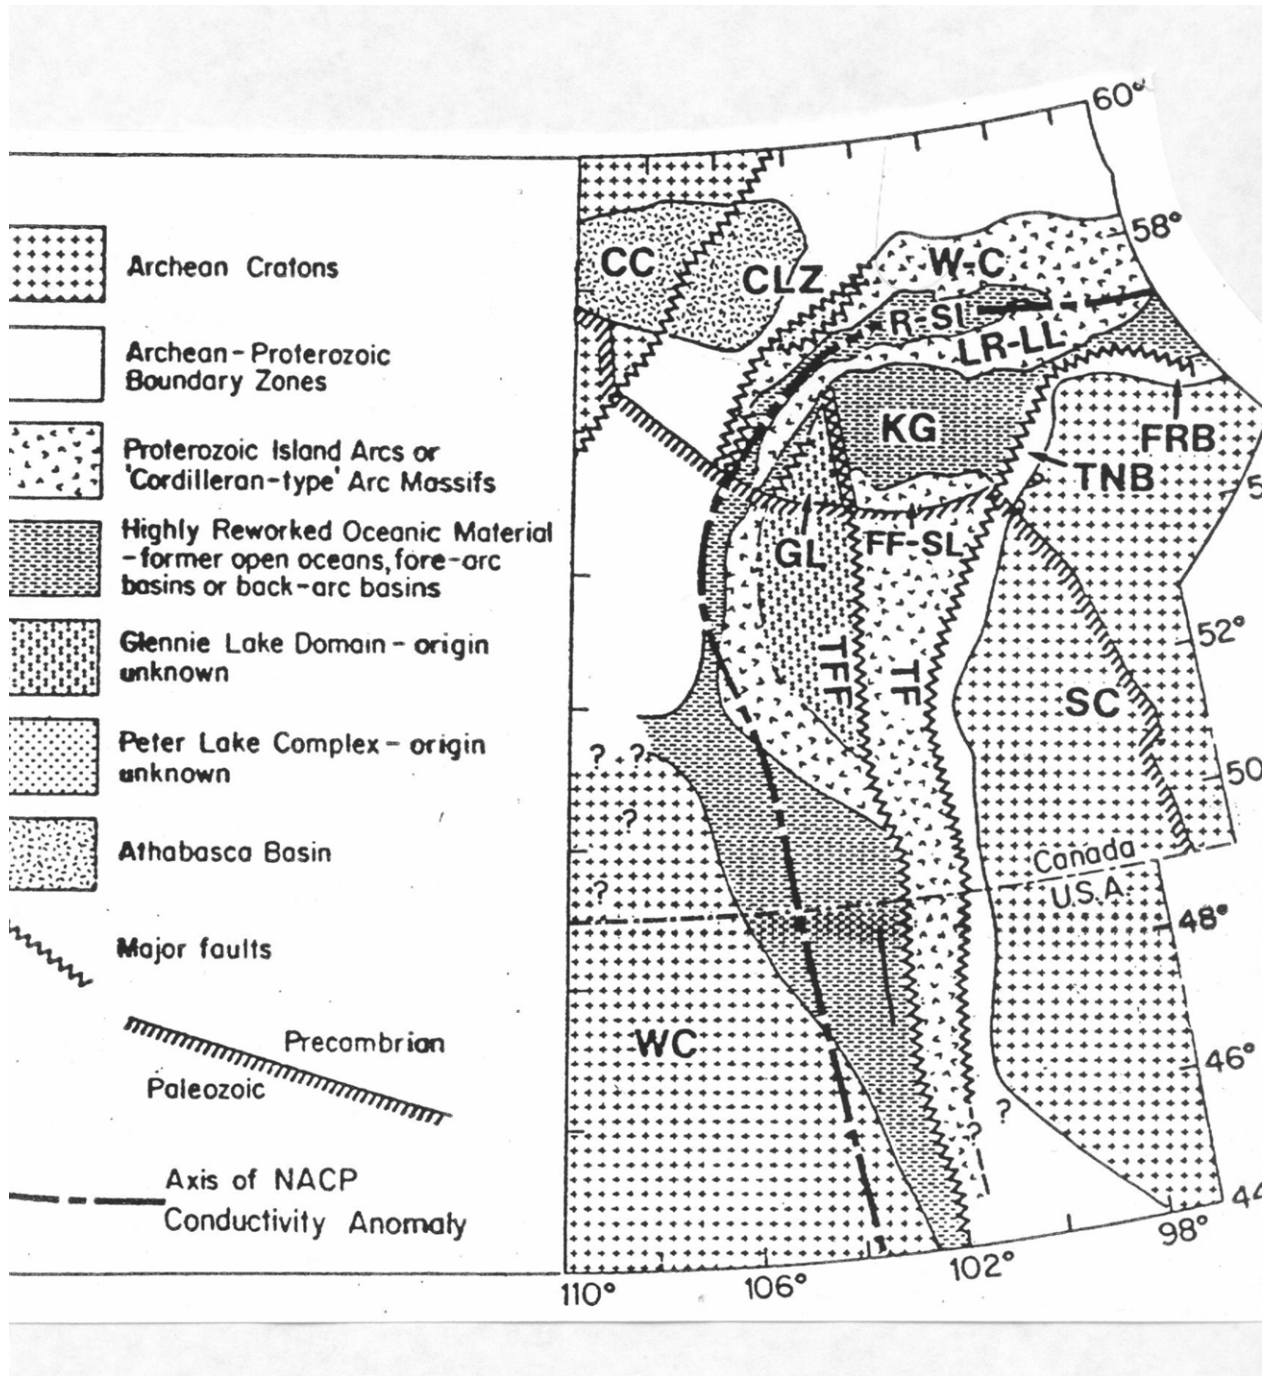 Archean Cratons
Archean-Proterozoic
Boundary Zones
Proterozoic Island Arcs or
'Cordilleran-type' Arc Massifs
Highly Reworked Oceanic Material
-former open oceans, fore-arc
basins or back-arc basins
Glennie Lake Domain - origin
unknown
Peter Lake Complex - origin
unknown
Athabasca Basin
Major faults
Precambrian
Paleozoic
Axis of NACP
Conductivity Anomaly
60°
58°
CC
CLZ
W-C
R-SI
LR-LL
KG
FRB
TNB
5
GL
FF-SL
52°
TFF
TF
SC
50
? ?
?
?
Canada
U.S.A
48°
WC
46°
?
?
44
98°
102°
106°
110°